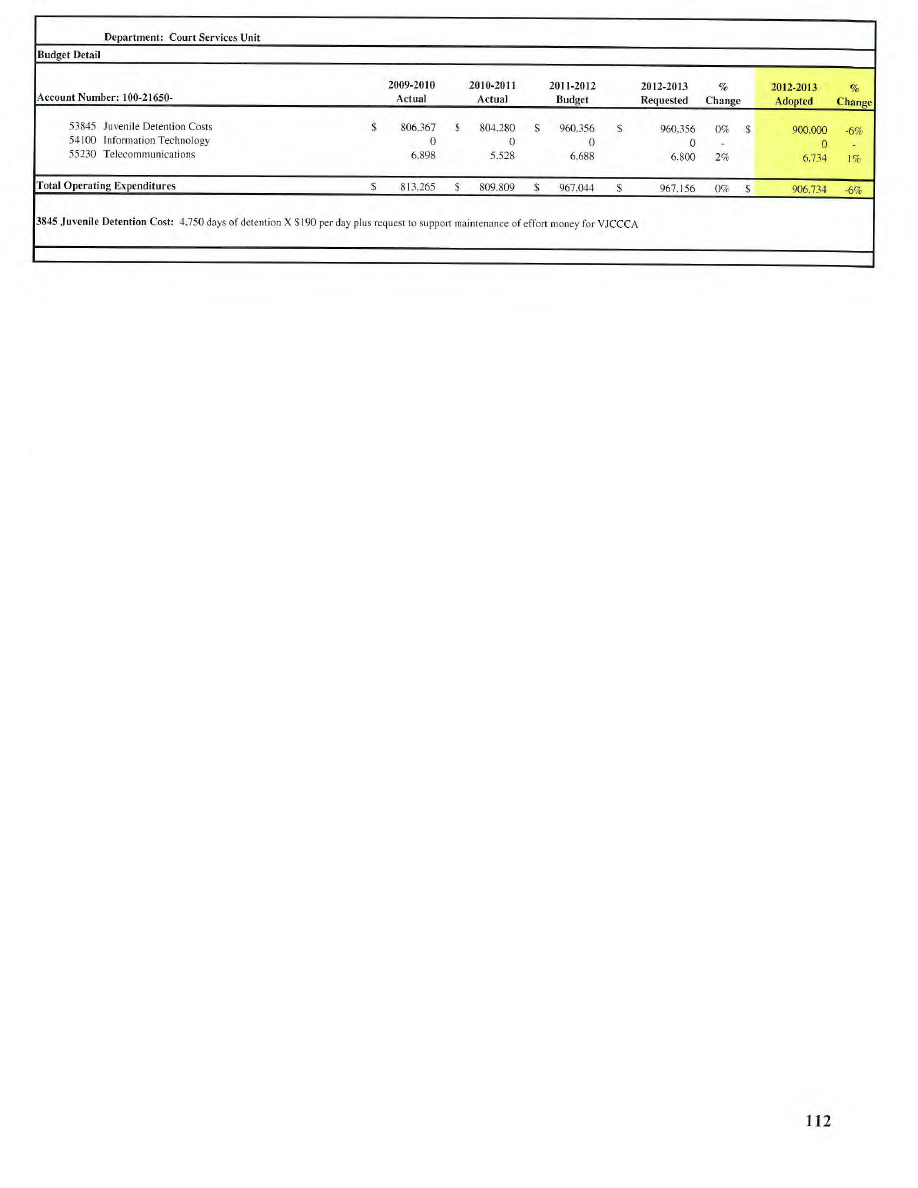 Department: Court Services Unit
Budget Detail
2009-2010 2010-2011 2011-2012 2012-2013 % 2012-2013 %
Account Number: 100-21650- Actual Actual Budget Requested Change Adopted Change
53845 Juvenile Detention Costs $ 806,367 $ 804,280 $ 960,356 $ 960,356 0% $ 900,000 -6%
54100 Information Technology 0 0 0 0 - 0 -
55230 Telecommunications 6,898 5,528 6,688 6,800 2% 6,734 1%
Total Operating Expenditures $ 813,265 $ 809,809 $ 967,044 $ 967,156 0% $ 906,734 -6%
3845 Juvenile Detention Cost: 4,750 days of detention X $190 per day plus request to support maintenance of effort money for VJCCCA
112